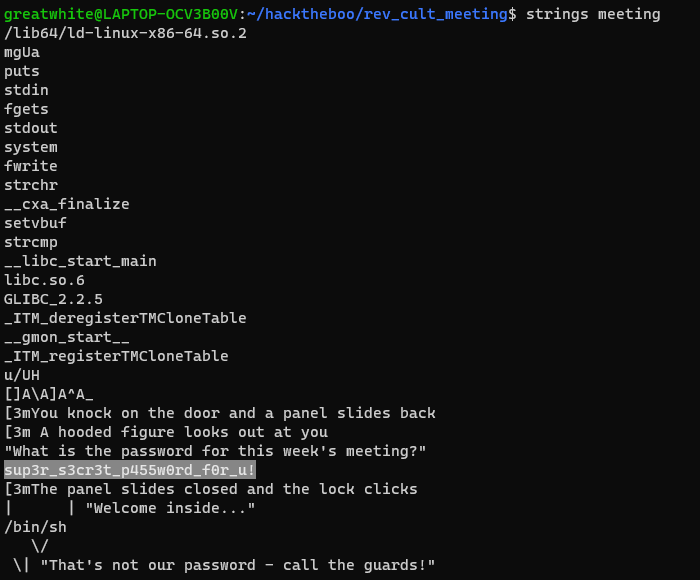 greatwhite@LAPTOP-OCV3B00V:~/hacktheboo/rev_cult_meeting$ strings meeting
/lib64/ld-linux-x86-64.so.2
mgUa
puts
stdin
fgets
stdout
system
fwrite
strchr
__cxa_finalize
setvbuf
strcmp
__libc_start_main
libc.so.6
GLIBC_2.2.5
_ITM_deregisterTMCloneTable
__gmon_start__
_ITM_registerTMCloneTable
u/UH
[]A\A]A^A_
[3mYou knock on the door and a panel slides back
[3m A hooded figure looks out at you
"What is the password for this week's meeting?"
sup3r_s3cr3t_p455w0rd_f0r_u!
[3mThe panel slides closed and the lock clicks
|      | "Welcome inside..."
/bin/sh
   \/
 \| "That's not our password - call the guards!"